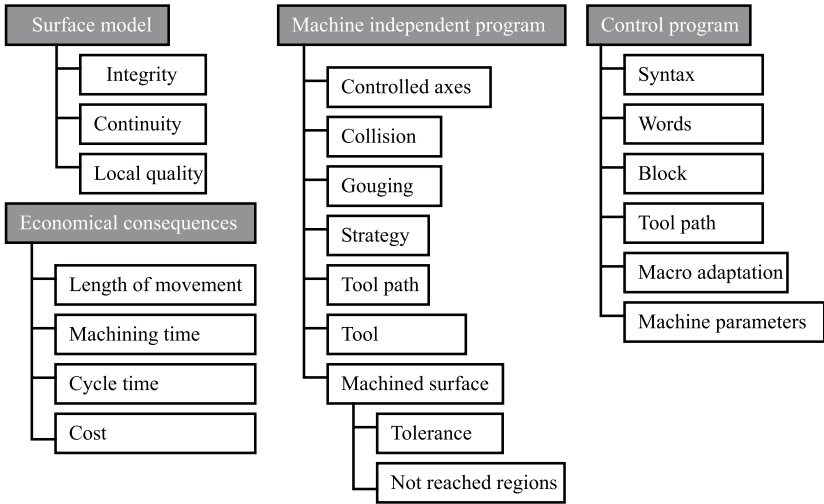 Surface model
Integrity
Continuity
Local quality
Economical consequences
Length of movement
Machining time
Cycle time
Cost
Machine independent program
Controlled axes
Collision
Gouging
Strategy
Tool path
Tool
Machined surface
Tolerance
Not reached regions
Control program
Syntax
Words
Block
Tool path
Macro adaptation
Machine parameters